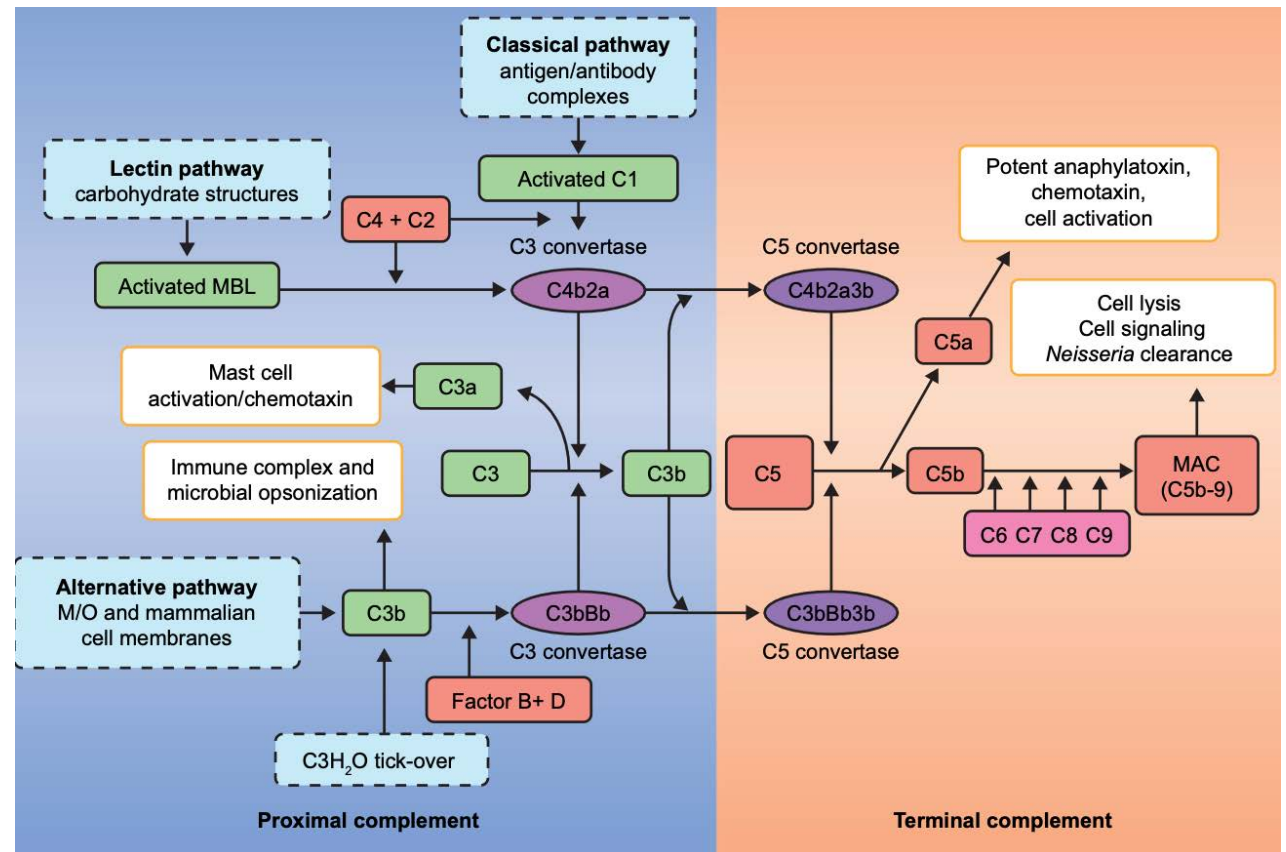 Classical pathway
antigen/antibody
complexes
Lectin pathway
carbohydrate structures
Activated C1
C4 + C2
Potent anaphylatoxin,
chemotaxin,
cell activation
C3 convertase
C5 convertase
Activated MBL
C4b2a
C4b2a3b
Cell lysis
Cell signaling
Neisseria clearance
C5a
Mast cell
activation/chemotaxin
C3a
Immune complex and
microbial opsonization
C3
C3b
C5
C5b
MAC
(C5b-9)
C6 C7 C8 C9
Alternative pathway
M/O and mammalian
cell membranes
C3b
C3bBb
C3bBb3b
C3 convertase
C5 convertase
Factor B+ D
C3H₂O tick-over
Proximal complement
Terminal complement